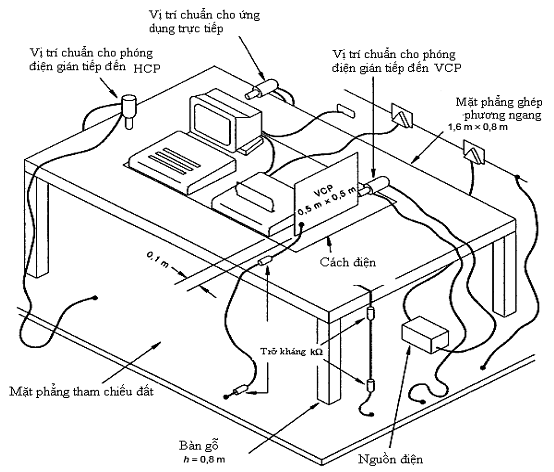 Vị trí chuẩn cho ứng
dụng trực tiếp
Vị trí chuẩn cho phóng
điện gián tiếp đến HCP
Vị trí chuẩn cho phóng
điện gián tiếp đến VCP
Mặt phẳng ghép
phương ngang
1,6 m × 0,8 m
VCP
0,5 m × 0,5 m
Cách điện
0,1 m
Trở kháng kΩ
Mặt phẳng tham chiếu đất
Bàn gỗ
h = 0,8 m
Nguồn điện